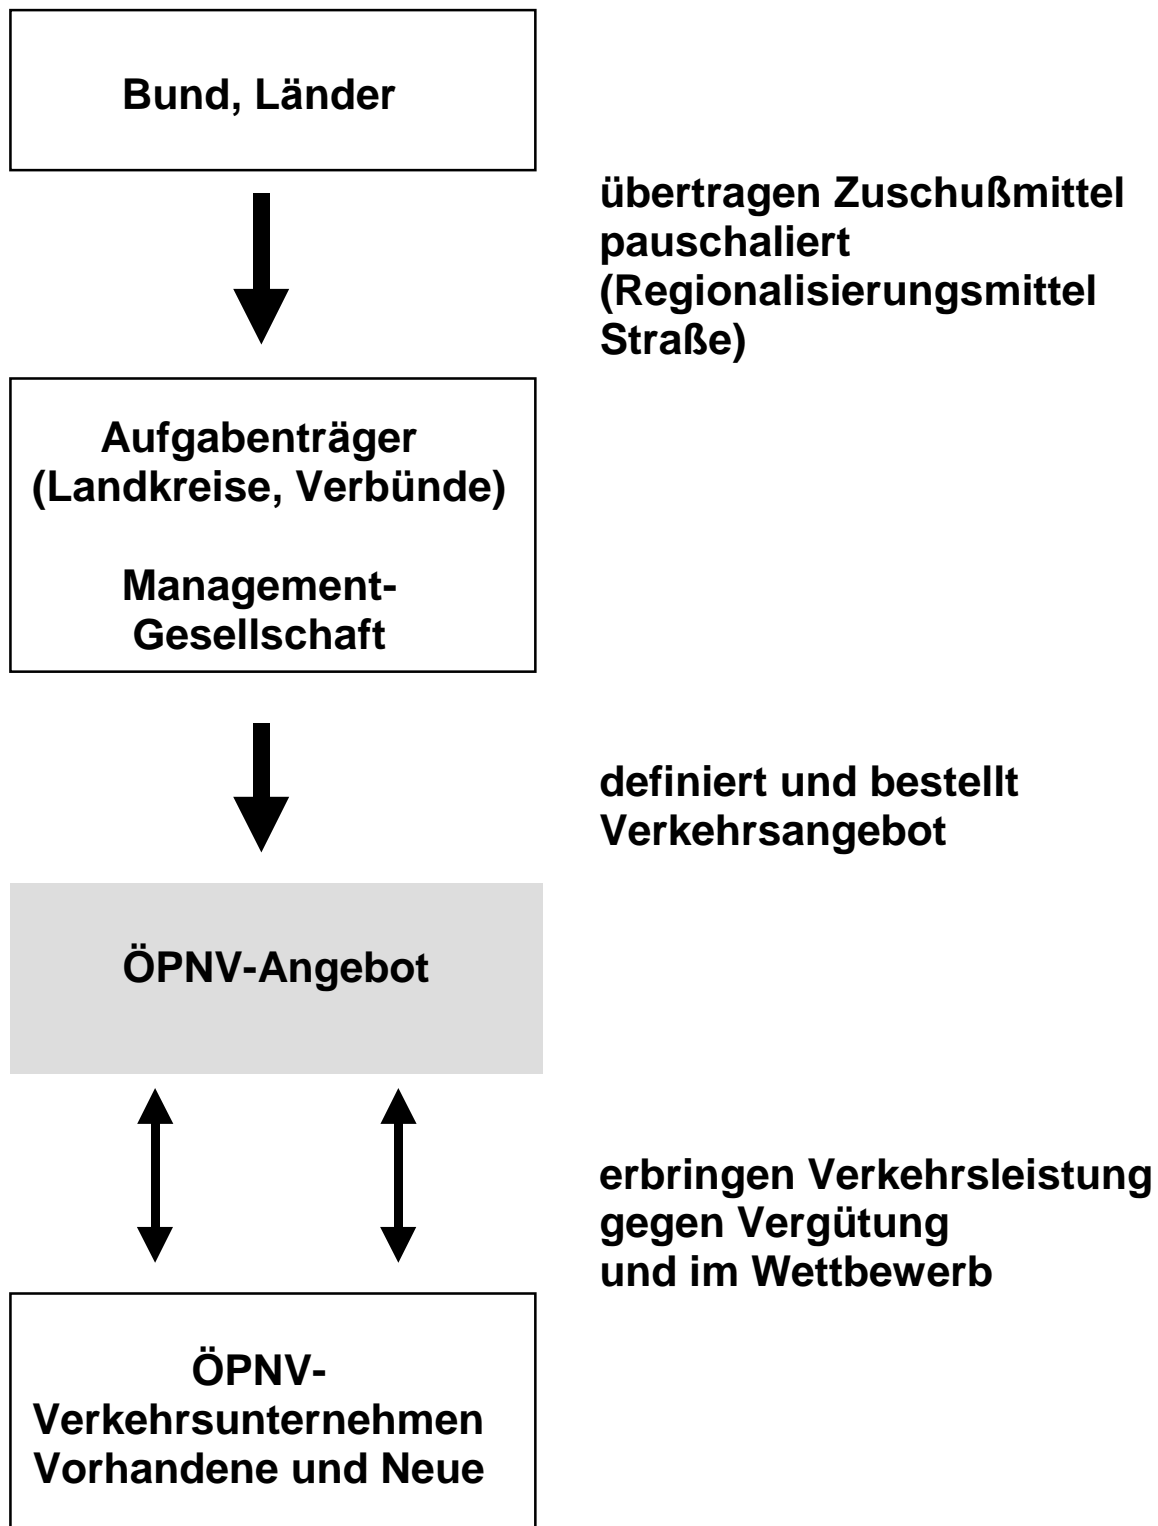 Bund, Länder
übertragen Zuschußmittel
pauschaliert
(Regionalisierungsmittel
Straße)
Aufgabenträger
(Landkreise, Verbünde)
Management-
Gesellschaft
definiert und bestellt
Verkehrsangebot
ÖPNV-Angebot
erbringen Verkehrsleistung
gegen Vergütung
und im Wettbewerb
ÖPNV-
Verkehrsunternehmen
Vorhandene und Neue